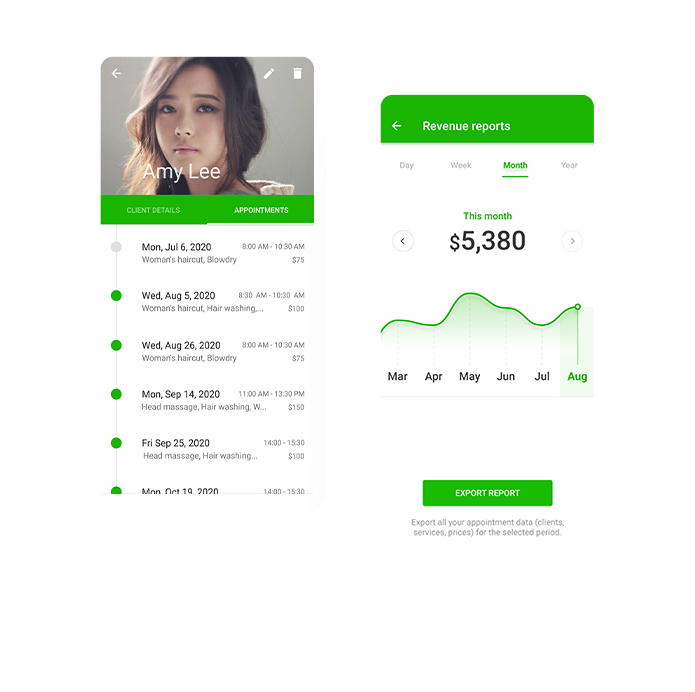 Amy Lee
CLIENT DETAILS
APPOINTMENTS
Mon, Jul 6, 2020 8:00 AM - 10:30 AM
Woman's haircut, Blowdry $75
Wed, Aug 5, 2020 8:30 AM - 10:30 AM
Woman's haircut, Hair washing,... $100
Wed, Aug 26, 2020 8:00 AM - 10:30 AM
Woman's haircut, Blowdry $75
Mon, Sep 14, 2020 11:00 AM - 13:30 PM
Head massage, Hair washing, W... $150
Fri Sep 25, 2020 14:00 - 15:30
Head massage, Hair washing... $100
Mon, Oct 19, 2020 14:00 - 15:30
Revenue reports
Day Week Month Year
This month
$5,380
Mar Apr May Jun Jul Aug
EXPORT REPORT
Export all your appointment data (clients,
services, prices) for the selected period.